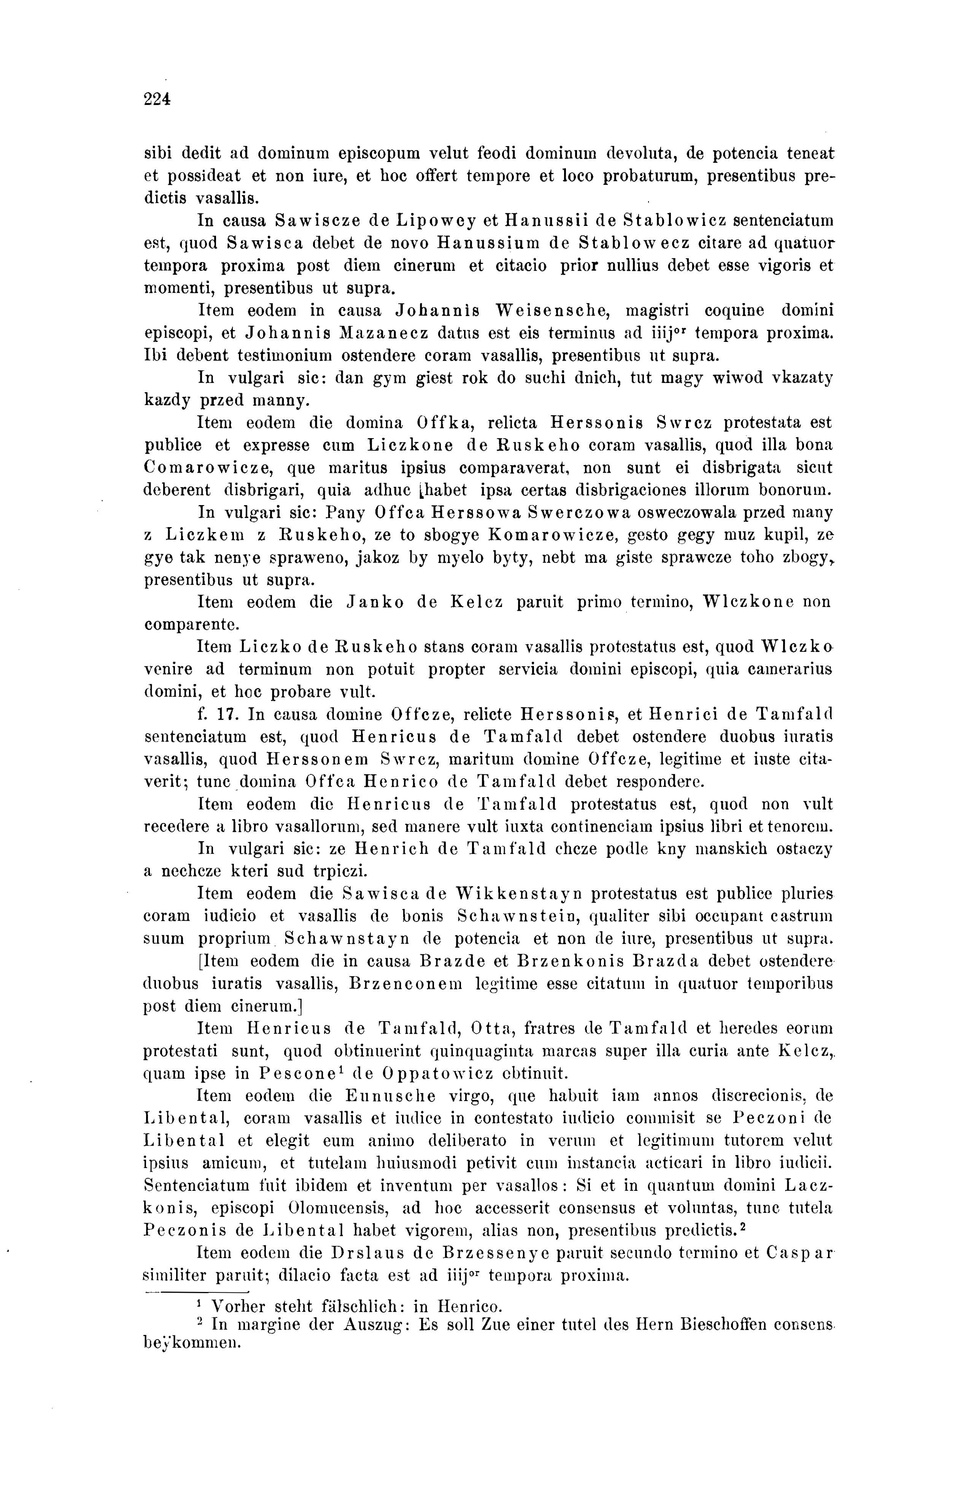 224
sibi dedit ad dominum episcopum velut feodi dominum devoluta, de potencia teneat
et possideat et non iure, et hoc offert tempore et loco probaturum, presentibus pre-
dictis vasallis.
In causa Sawiscze de Lipowey et Hanussii de Stablowicz sentenciatum
est, quod Sawisca debet de novo Hanussium de Stablowecz citare ad quatuor
tempora proxima post diem cinerum et citacio prior nullius debet esse vigoris et
momenti, presentibus ut supra.
Item eodem in causa Johannis Weisensche, magistri coquine domini
episcopi, et Johannis Mazanecz datus est eis terminus ad iiijor tempora proxima.
Ibi debent testimonium ostendere coram vasallis, presentibus ut supra.
In vulgari sic: dan gym giest rok do suchi dnich, tut magy wiwod vkazaty
kazdy przed manny.
Item eodem die domina Offka, relicta Herssonis Swrcz protestata est
publice et expresse cum Liczkone de Ruskeho coram vasallis, quod illa bona
Comarowicze, que maritus ipsius comparaverat, non sunt ei disbrigata sicut
deberent disbrigari, quia adhuc habet ipsa certas disbrigaciones illorum bonorum.
In vulgari sic: Pany Offca Herssowa Swerczowa osweczowala przed many
z Liczkem z Ruskeho, ze to sbogye Komarowicze, gesto gegy muz kupil, ze
gye tak nenye spraweno, jakoz by myelo byty, nebt ma giste sprawcze toho zbogy,
presentibus ut supra.
Item eodem die Janko de Kelcz paruit primo termino, Wlczkone non
comparente.
Item Liczko de Ruskeho stans coram vasallis protestatus est, quod Wlczko
venire ad terminum non potuit propter servicia domini episcopi, quia camerarius
domini, et hoc probare vult.
f. 17. In causa domine Offcze, relicte Herssonis, et Henrici de Tamfald
sentenciatum est, quod Henricus de Tamfald debet ostendere duobus iuratis
vasallis, quod Herssonem Swrcz, maritum domine Offcze, legitime et iuste cita-
verit; tunc domina Offca Henrico de Tamfald debet respondere.
Item eodem die Henricus de Tamfald protestatus est, quod non vult
recedere a libro vasallorum, sed manere vult iuxta continenciam ipsius libri et tenorem.
In vulgari sic: ze Henrich de Tamfald chcze podle kny manskich ostaczy
a nechcze kteri sud trpiczi.
Item eodem die Sawisca de Wikkenstayn protestatus est publice pluries
coram iudicio et vasallis de bonis Schawnstein, qualiter sibi occupant castrum
suum proprium Schawnstayn de potencia et non de iure, presentibus ut supra.
[Item eodem die in causa Brazde et Brzenkonis Brazda debet ostendere
duobus iuratis vasallis, Brzenconem legitime esse citatum in quatuor temporibus
post diem cinerum.]
Item Henricus de Tamfald, Otta, fratres de Tamfald et heredes eorum
protestati sunt, quod obtinuerint quinquaginta marcas super illa curia ante Kelcz,
quam ipse in Pescone¹ de Oppatowicz obtinuit.
Item eodem die Eunusche virgo, que habuit iam annos discrecionis, de
Libental, coram vasallis et iudice in contestato iudicio commisit se Peczoni de
Libental et elegit eum animo deliberato in verum et legitimum tutorem velut
ipsius amicum, et tutelam huiusmodi petivit cum instancia acticari in libro iudicii.
Sentenciatum fuit ibidem et inventum per vasallos: Si et in quantum domini Lacz-
konis, episcopi Olomucensis, ad hoc accesserit consensus et voluntas, tunc tutela
Peczonis de Libental habet vigorem, alias non, presentibus predictis.²
Item eodem die Drslaus de Brzessenye paruit secundo termino et Caspar
similiter paruit; dilacio facta est ad iiijor tempora proxima.
¹ Vorher steht fälschlich: in Henrico.
² In margine der Auszug: Es soll Zue einer tutel des Hern Bieschoffen consens
beÿkommen.